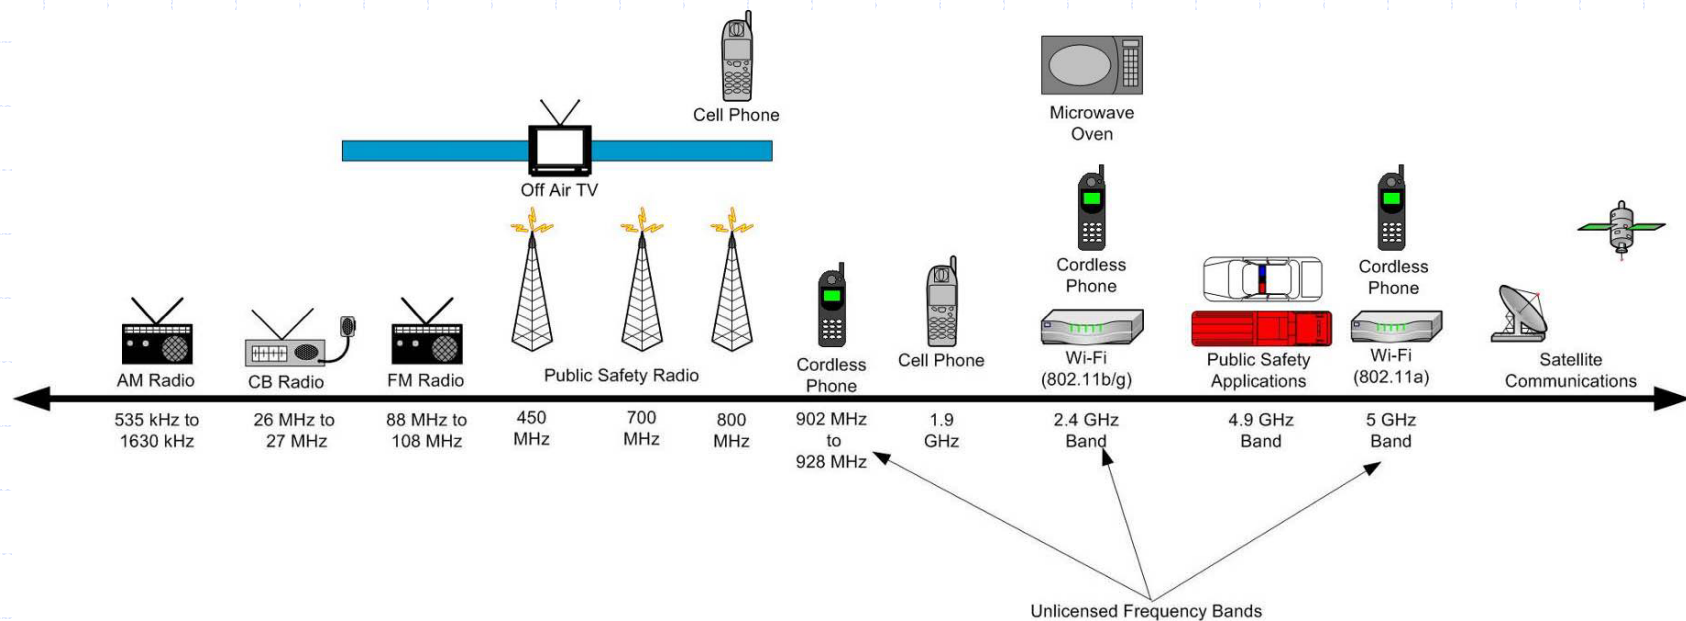 Cell Phone
Off Air TV
Microwave
Oven
Cordless
Phone
Cordless
Phone
AM Radio
CB Radio
FM Radio
Public Safety Radio
Cordless
Phone
Cell Phone
Wi-Fi
(802.11b/g)
Public Safety
Applications
Wi-Fi
(802.11a)
Satellite
Communications
535 kHz to
1630 kHz
26 MHz to
27 MHz
88 MHz to
108 MHz
450
MHz
700
MHz
800
MHz
902 MHz
to
928 MHz
1.9
GHz
2.4 GHz
Band
4.9 GHz
Band
5 GHz
Band
Unlicensed Frequency Bands